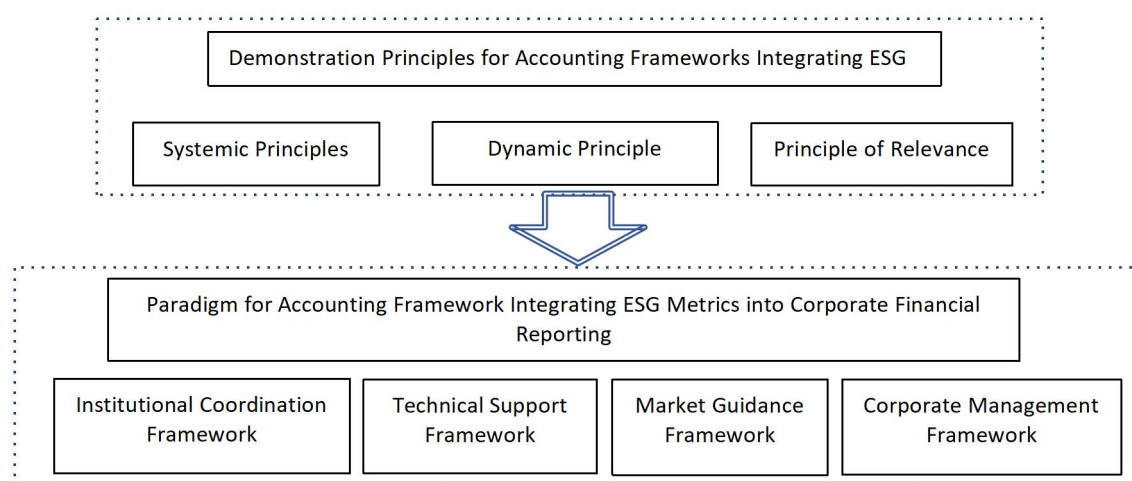 Demonstration Principles for Accounting Frameworks Integrating ESG
Systemic Principles
Dynamic Principle
Principle of Relevance
Paradigm for Accounting Framework Integrating ESG Metrics into Corporate Financial
Reporting
Institutional Coordination
Framework
Technical Support
Framework
Market Guidance
Framework
Corporate Management
Framework